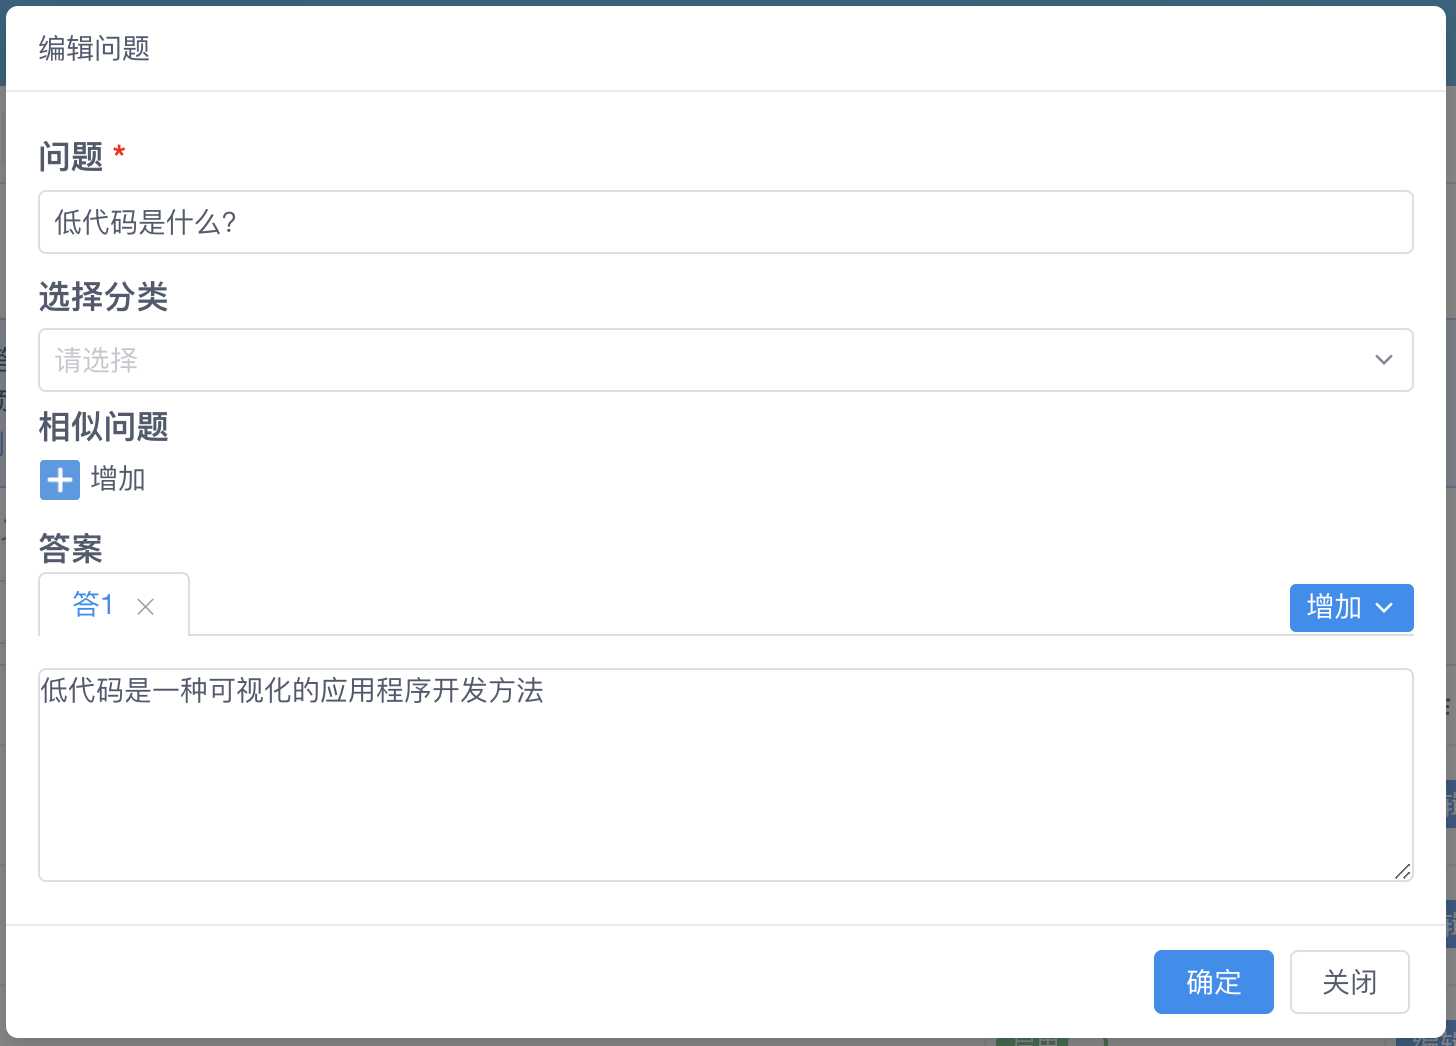 编辑问题
问题 *
低代码是什么?
选择分类
请选择
相似问题
增加
答案
答1
增加
低代码是一种可视化的应用程序开发方法
确定
关闭